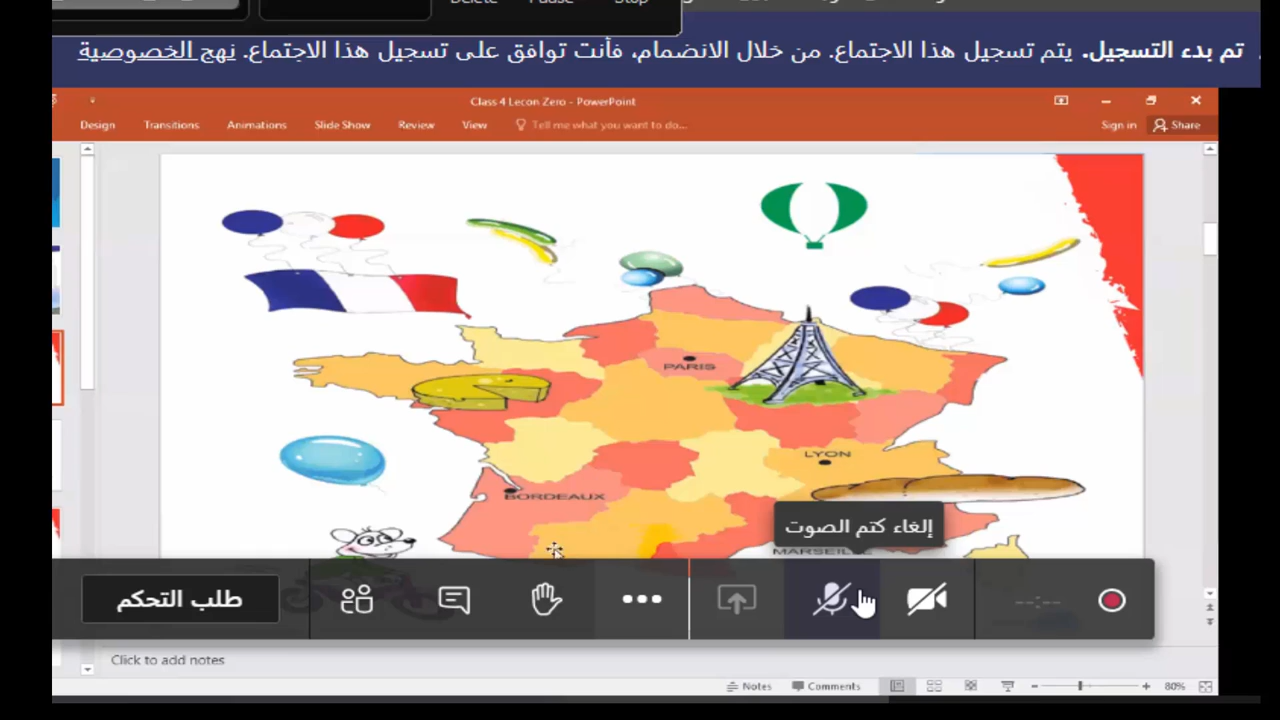 Delete Pause Stop
تم بدء التسجيل. يتم تسجيل هذا الاجتماع. من خلال الانضمام، فأنت توافق على تسجيل هذا الاجتماع. نهج الخصوصية
Class 4 Lecon Zero - PowerPoint
Design Transitions Animations Slide Show Review View Tell me what you want to do... Sign in Share
PARIS
LYON
BORDEAUX
إلغاء كتم الصوت
MARSEILLE
طلب التحكم
--:--
Click to add notes
Notes Comments 80%